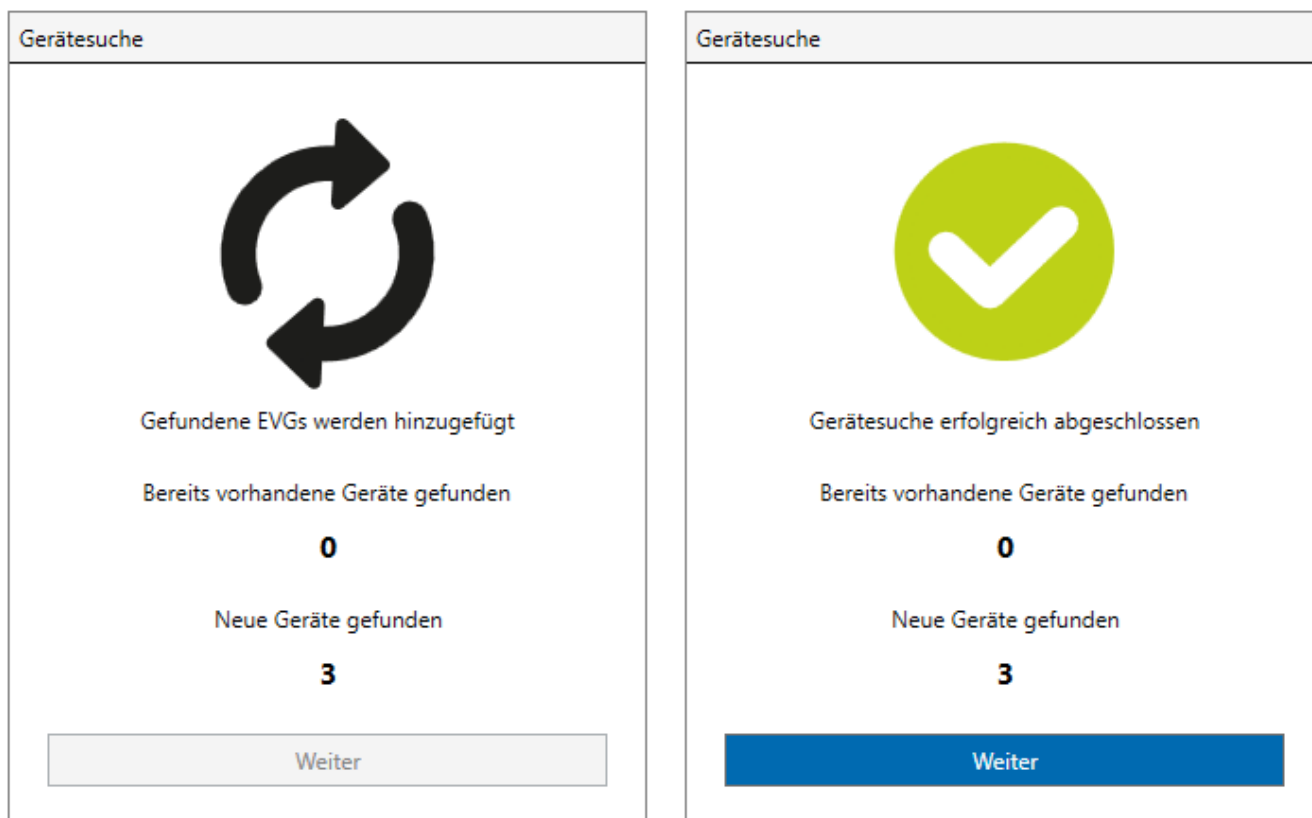 Gerätesuche
Gefundene EVGs werden hinzugefügt
Bereits vorhandene Geräte gefunden
0
Neue Geräte gefunden
3
Weiter
Gerätesuche
Gerätesuche erfolgreich abgeschlossen
Bereits vorhandene Geräte gefunden
0
Neue Geräte gefunden
3
Weiter